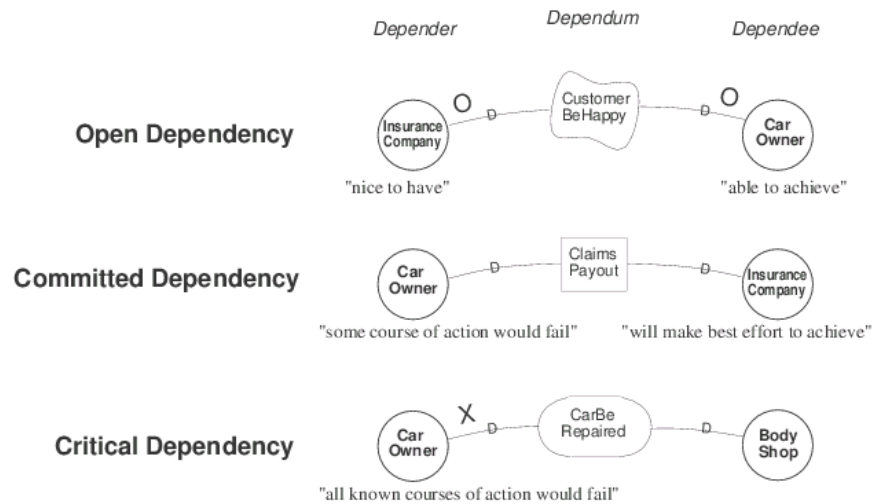 Depender
Dependum
Dependee
Open Dependency
Insurance
Company
O
D
Customer
BeHappy
D
O
Car
Owner
"nice to have"
"able to achieve"
Committed Dependency
Car
Owner
D
Claims
Payout
D
Insurance
Company
"some course of action would fail"
"will make best effort to achieve"
Critical Dependency
Car
Owner
X
D
CarBe
Repaired
D
Body
Shop
"all known courses of action would fail"